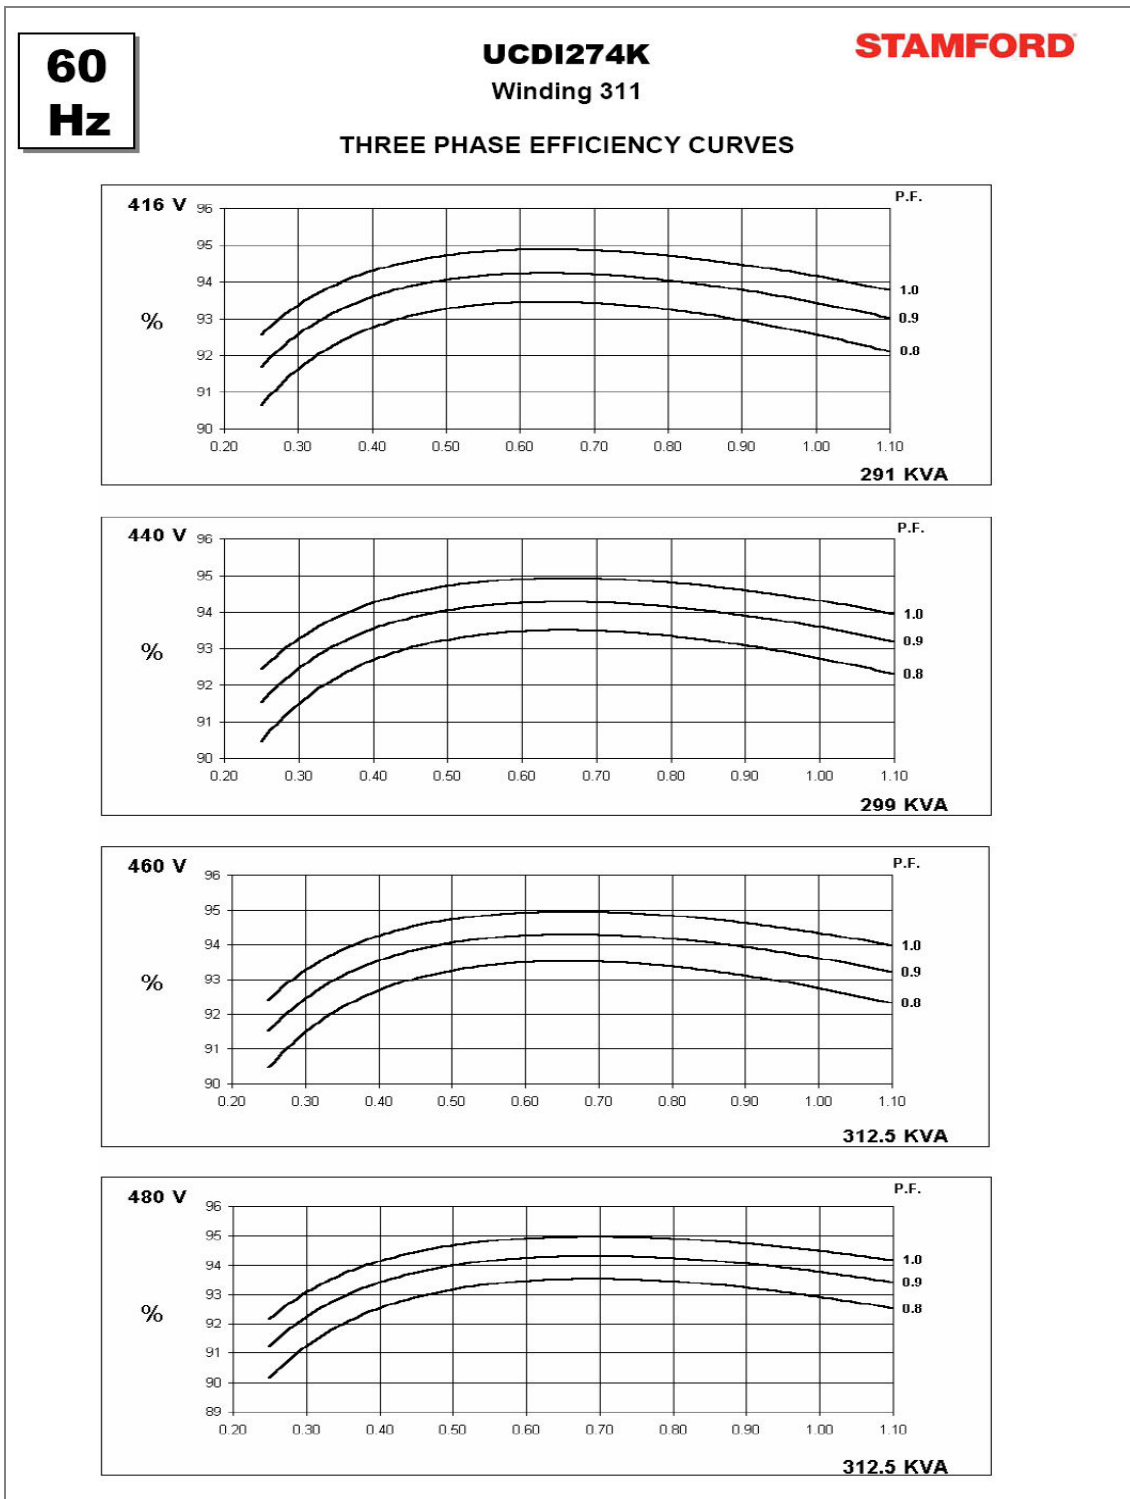 60
Hz
UCDI274K
STAMFORD
Winding 311
THREE PHASE EFFICIENCY CURVES
416 V
P.F.
96
95
94
93
92
91
90
%
1.0
0.9
0.8
0.20 0.30 0.40 0.50 0.60 0.70 0.80 0.90 1.00 1.10
291 KVA
440 V
P.F.
96
95
94
93
92
91
90
%
1.0
0.9
0.8
0.20 0.30 0.40 0.50 0.60 0.70 0.80 0.90 1.00 1.10
299 KVA
460 V
P.F.
96
95
94
93
92
91
90
%
1.0
0.9
0.8
0.20 0.30 0.40 0.50 0.60 0.70 0.80 0.90 1.00 1.10
312.5 KVA
480 V
P.F.
96
95
94
93
92
91
90
89
%
1.0
0.9
0.8
0.20 0.30 0.40 0.50 0.60 0.70 0.80 0.90 1.00 1.10
312.5 KVA